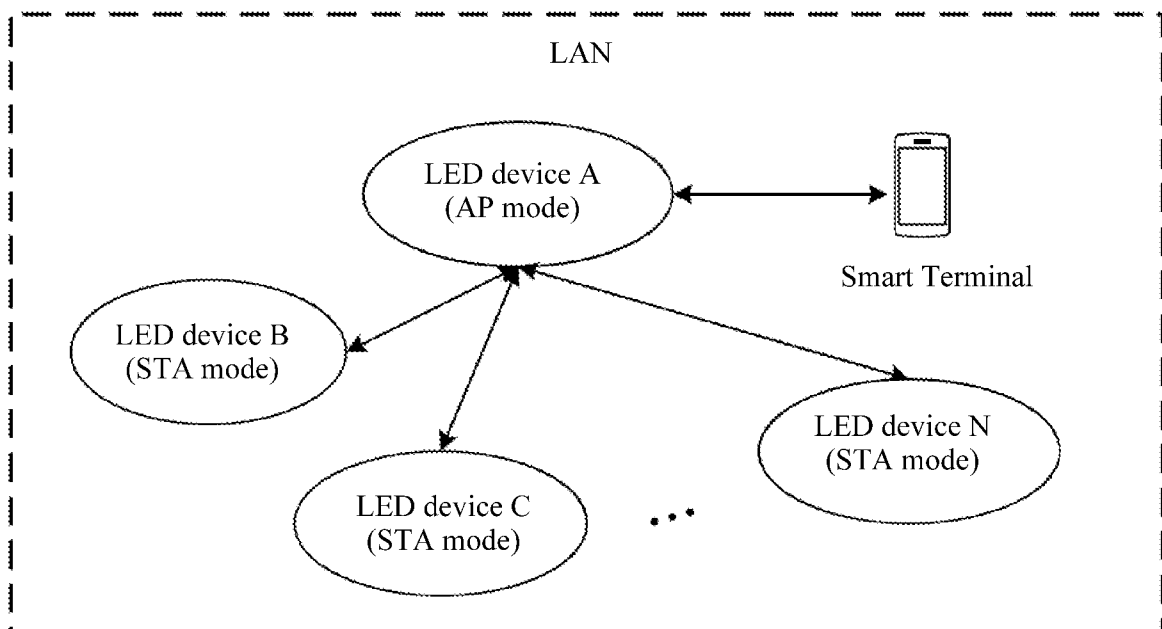 LAN
LED device A
(AP mode)
Smart Terminal
LED device B
(STA mode)
LED device N
(STA mode)
LED device C
(STA mode)